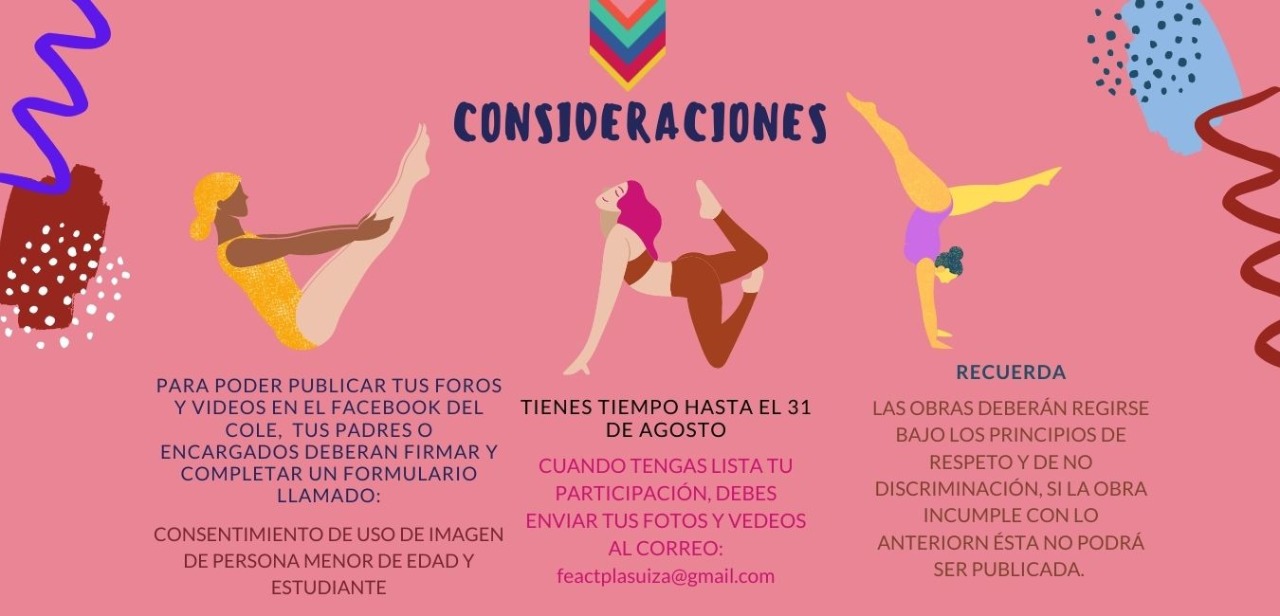 CONSIDERACIONES
PARA PODER PUBLICAR TUS FOROS
Y VIDEOS EN EL FACEBOOK DEL
COLE, TUS PADRES O
ENCARGADOS DEBERAN FIRMAR Y
COMPLETAR UN FORMULARIO
LLAMADO:
CONSENTIMIENTO DE USO DE IMAGEN
DE PERSONA MENOR DE EDAD Y
ESTUDIANTE
TIENES TIEMPO HASTA EL 31
DE AGOSTO
CUANDO TENGAS LISTA TU
PARTICIPACIÓN, DEBES
ENVIAR TUS FOTOS Y VEDEOS
AL CORREO:
feactplasuiza@gmail.com
RECUERDA
LAS OBRAS DEBERÁN REGIRSE
BAJO LOS PRINCIPIOS DE
RESPETO Y DE NO
DISCRIMINACIÓN, SI LA OBRA
INCUMPLE CON LO
ANTERIORN ÉSTA NO PODRÁ
SER PUBLICADA.